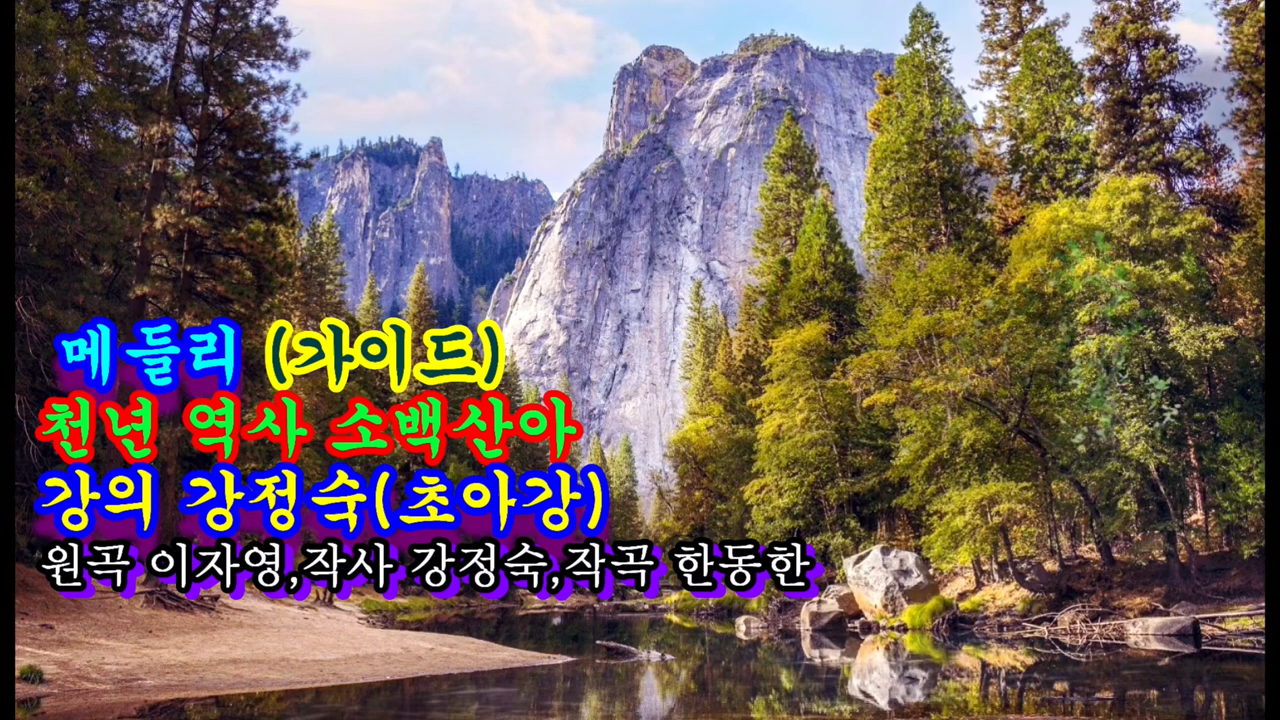 메들리 (가이드)
천년 역사 소백산아
강의 강정숙(초아강)
원곡 이자영,작사 강정숙,작곡 한동한